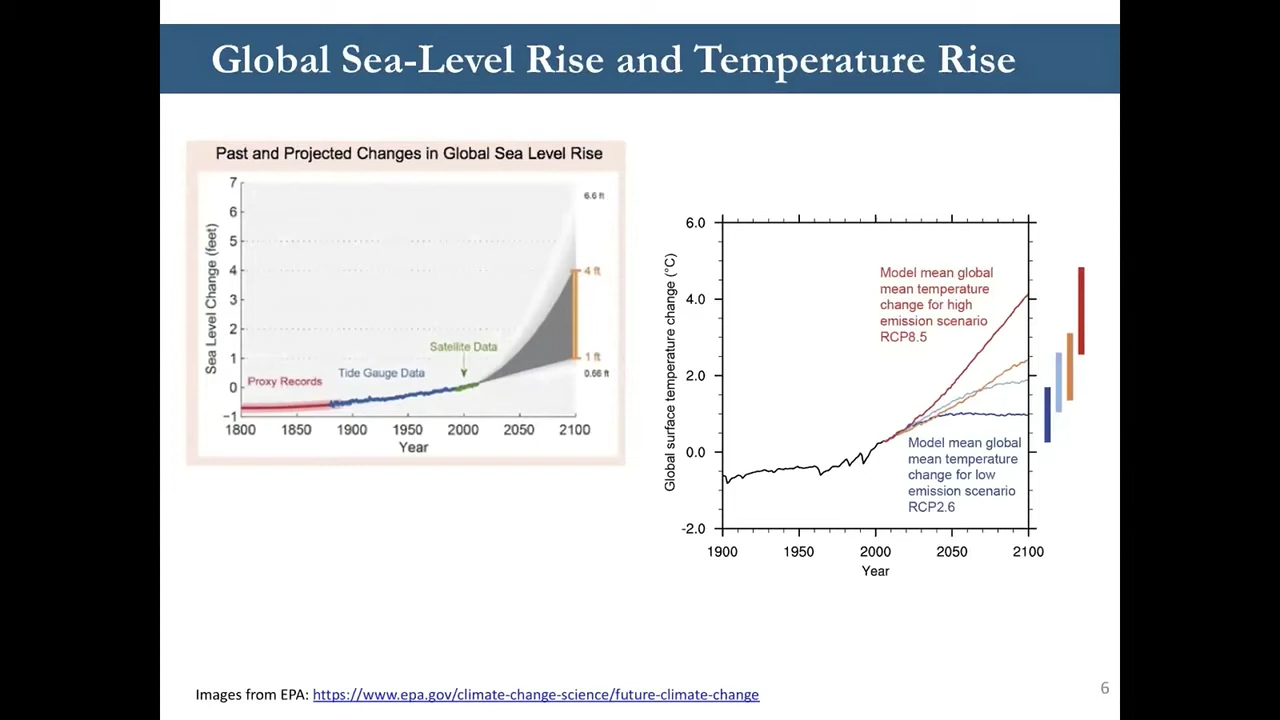 Global Sea-Level Rise and Temperature Rise
Past and Projected Changes in Global Sea Level Rise
Sea Level Change (feet)
7
6
5
4
3
2
1
0
−1
6.6 ft
4 ft
1 ft
0.66 ft
Satellite Data
Tide Gauge Data
Proxy Records
1800 1850 1900 1950 2000 2050 2100
Year
Global surface temperature change (°C)
6.0
4.0
2.0
0.0
-2.0
Model mean global
mean temperature
change for high
emission scenario
RCP8.5
Model mean global
mean temperature
change for low
emission scenario
RCP2.6
1900 1950 2000 2050 2100
Year
Images from EPA: https://www.epa.gov/climate-change-science/future-climate-change
6